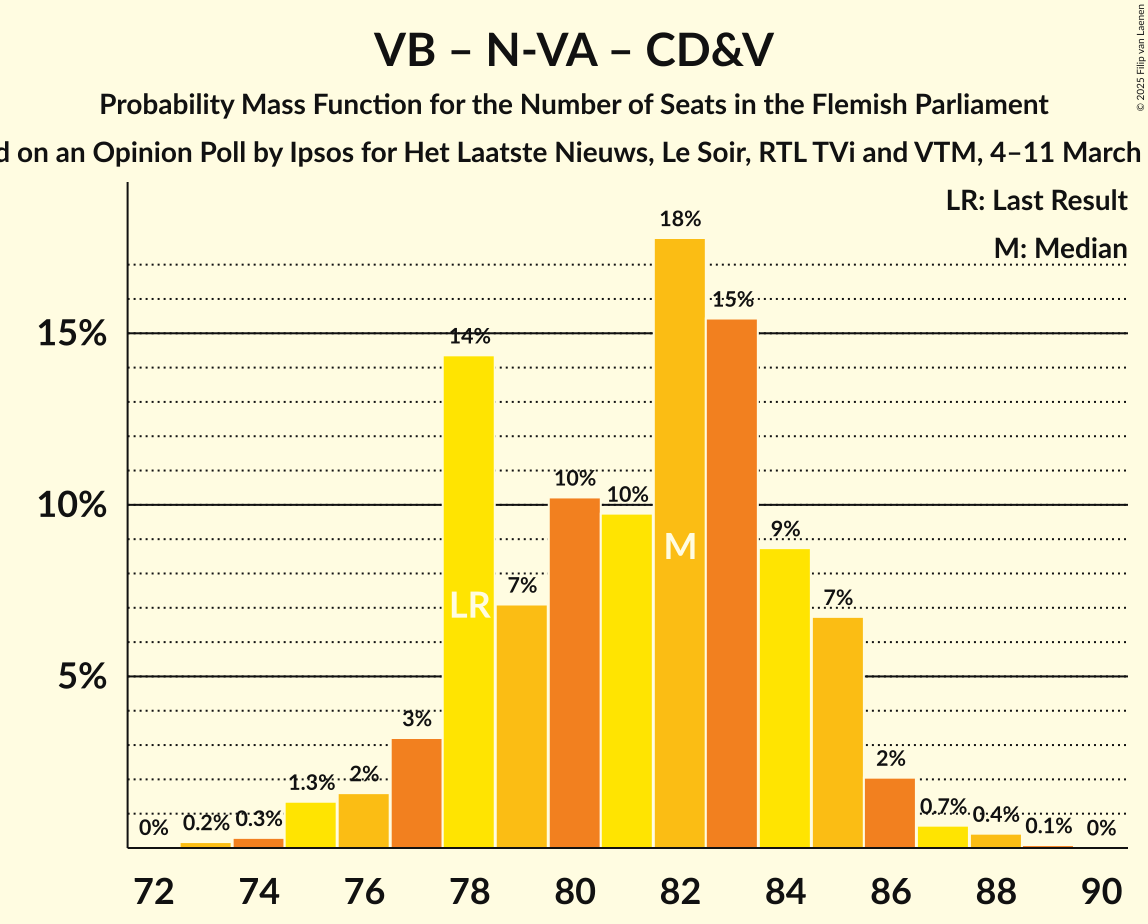 VB – N-VA – CD&V
Probability Mass Function for the Number of Seats in the Flemish Parliament
on an Opinion Poll by Ipsos for Het Laatste Nieuws, Le Soir, RTL TVi and VTM, 4–11 March
© 2025 Filip van Laenen
LR: Last Result
M: Median
18%
15%
14%
15%
10%
10%
10%
9%
7%
7%
5%
3%
2%
1.3%
2%
0%
0.2%
0.3%
0.7%
0.4%
0.1%
0%
LR
M
72 74 76 78 80 82 84 86 88 90